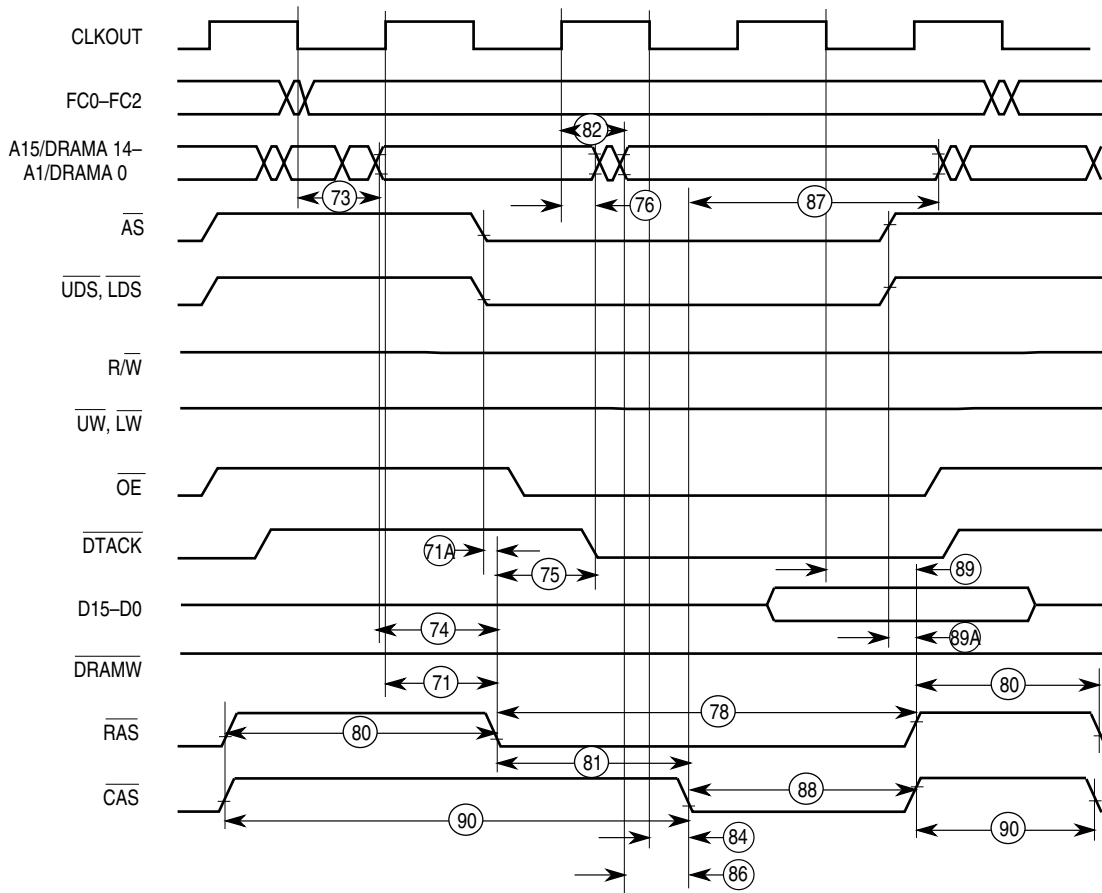 CLKOUT
FC0–FC2
82
A15/DRAMA 14–
A1/DRAMA 0
73
76
87
AS
UDS, LDS
R/W
UW, LW
OE
DTACK
71A
75
89
D15–D0
74
89A
DRAMW
71
80
78
RAS
80
81
CAS
88
90
90
84
86